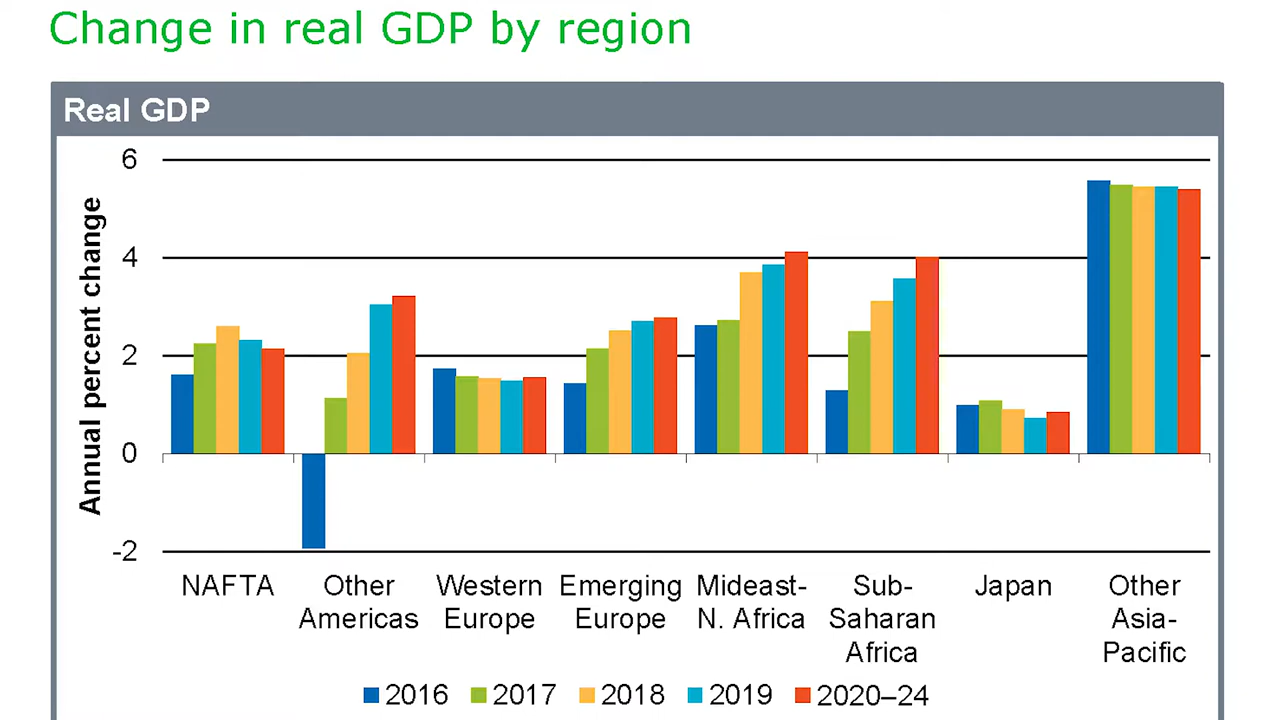 Change in real GDP by region
Real GDP
6
4
2
0
-2
Annual percent change
NAFTA
Other
Americas
Western
Europe
Emerging
Europe
Mideast-
N. Africa
Sub-
Saharan
Africa
Japan
Other
Asia-
Pacific
2016 2017 2018 2019 2020–24